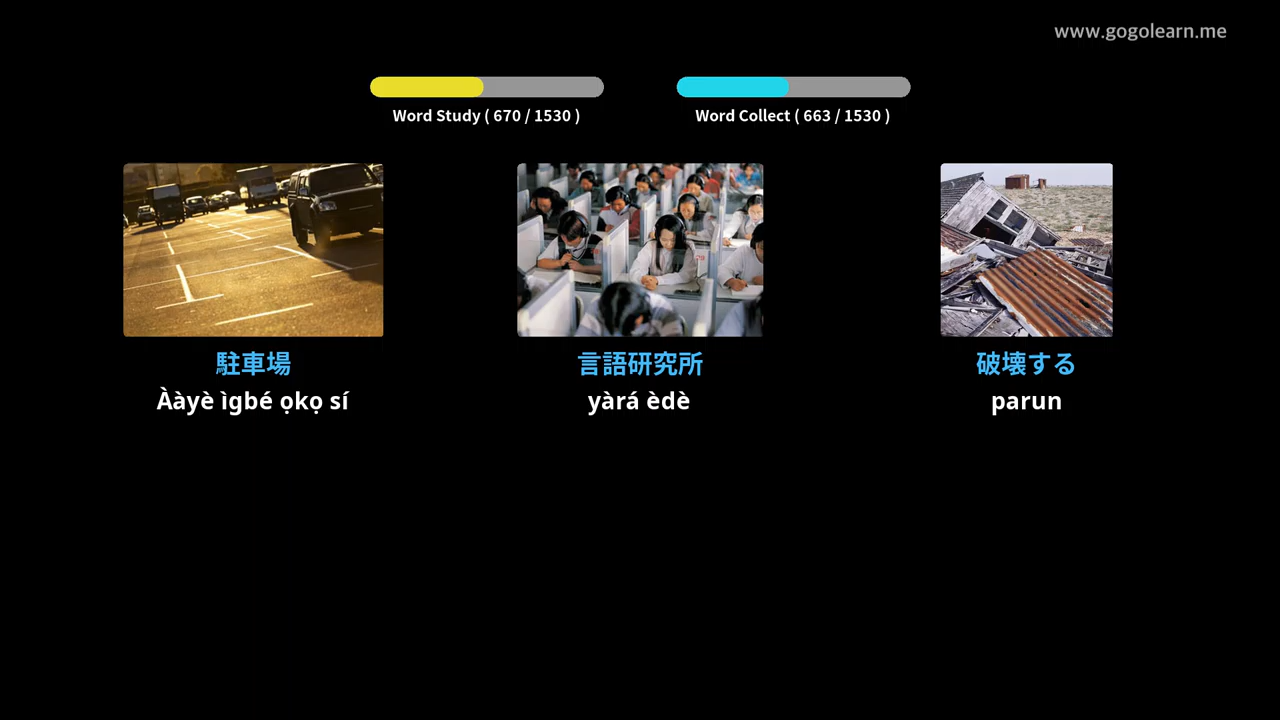 www.gogolearn.me
Word Study ( 670 / 1530 )
Word Collect ( 663 / 1530 )
駐車場
Ààyè ìgbé ọkọ sí
言語研究所
yàrá èdè
破壊する
parun